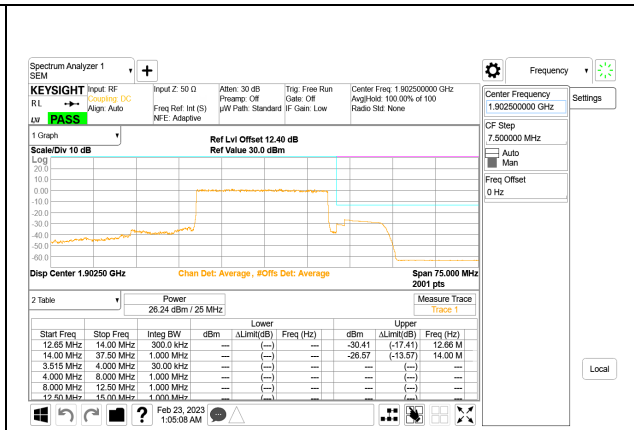 Spectrum Analyzer 1
SEM
Frequency
KEYSIGHT Input: RF Input Z: 50 Ω Atten: 30 dB Trig: Free Run Center Freq: 1.902500 GHz
R L Coupling: DC Preamp: Off Gate: Off Avg|Hold: 100.00% of 100
Align: Auto Freq Ref: Int (S) µW Path: Standard IF Gain: Low Radio Std: None
LXI PASS NFE: Adaptive
Center Frequency
1.902500000 GHz
Settings
CF Step
7.500000 MHz
Auto
Man
Freq Offset
0 Hz
1 Graph
Ref Lvl Offset 12.40 dB
Scale/Div 10 dB Ref Value 30.0 dBm
Log
20.0
10.0
0.00
-10.0
-20.0
-30.0
-40.0
-50.0
-60.0
Disp Center 1.90250 GHz Chan Det: Average , #Offs Det: Average Span 75.000 MHz
2001 pts
2 Table Power Measure Trace
26.24 dBm / 25 MHz Trace 1
Lower Upper
Start Freq Stop Freq Integ BW dBm ΔLimit(dB) Freq (Hz) dBm ΔLimit(dB) Freq (Hz)
12.65 MHz 14.00 MHz 300.0 kHz --- (---) --- -30.41 (-17.41) 12.66 M
14.00 MHz 37.50 MHz 1.000 MHz --- (---) --- -26.57 (-13.57) 14.00 M
3.515 MHz 4.000 MHz 30.00 kHz --- (---) --- --- (---) ---
4.000 MHz 8.000 MHz 1.000 MHz --- (---) --- --- (---) ---
8.000 MHz 12.50 MHz 1.000 MHz --- (---) --- --- (---) ---
12.50 MHz 15.00 MHz 1.000 MHz --- (---) --- --- (---) ---
Local
? Feb 23, 2023
1:05:08 AM